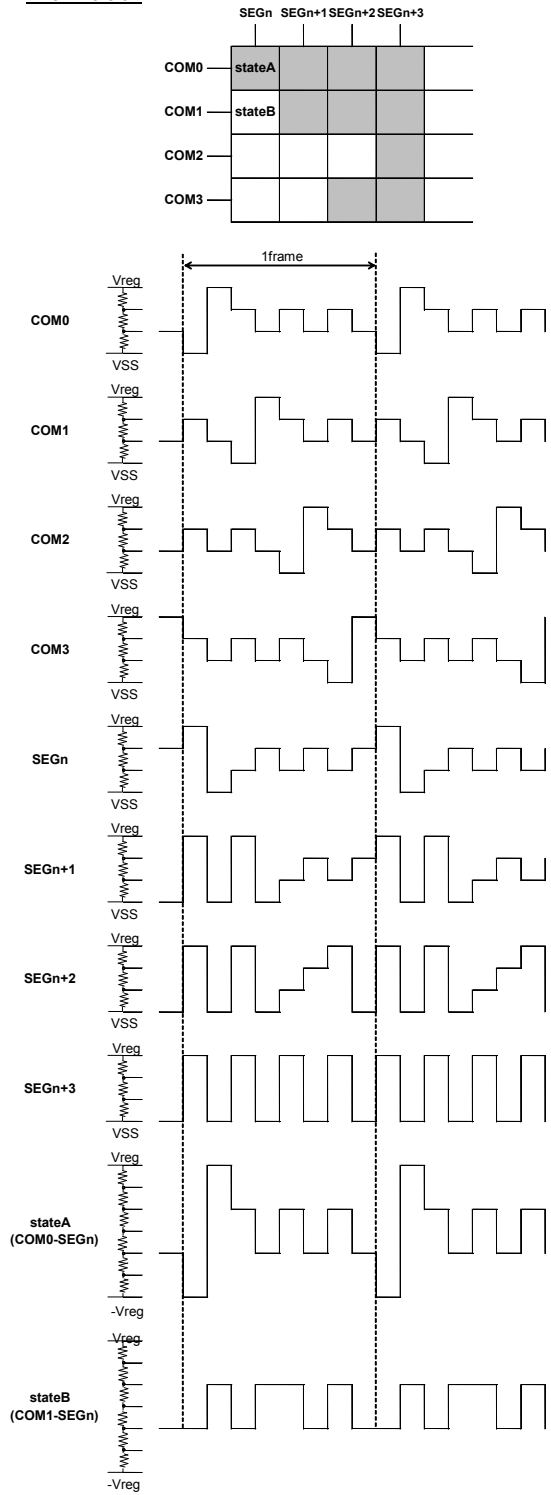 SEGn SEGn+1 SEGn+2 SEGn+3
COM0 stateA
COM1 stateB
COM2
COM3
1frame
Vreg
COM0
VSS
Vreg
COM1
VSS
Vreg
COM2
VSS
Vreg
COM3
VSS
Vreg
SEGn
VSS
Vreg
SEGn+1
VSS
Vreg
SEGn+2
VSS
Vreg
SEGn+3
VSS
Vreg
stateA
(COM0-SEGn)
-Vreg
Vreg
stateB
(COM1-SEGn)
-Vreg